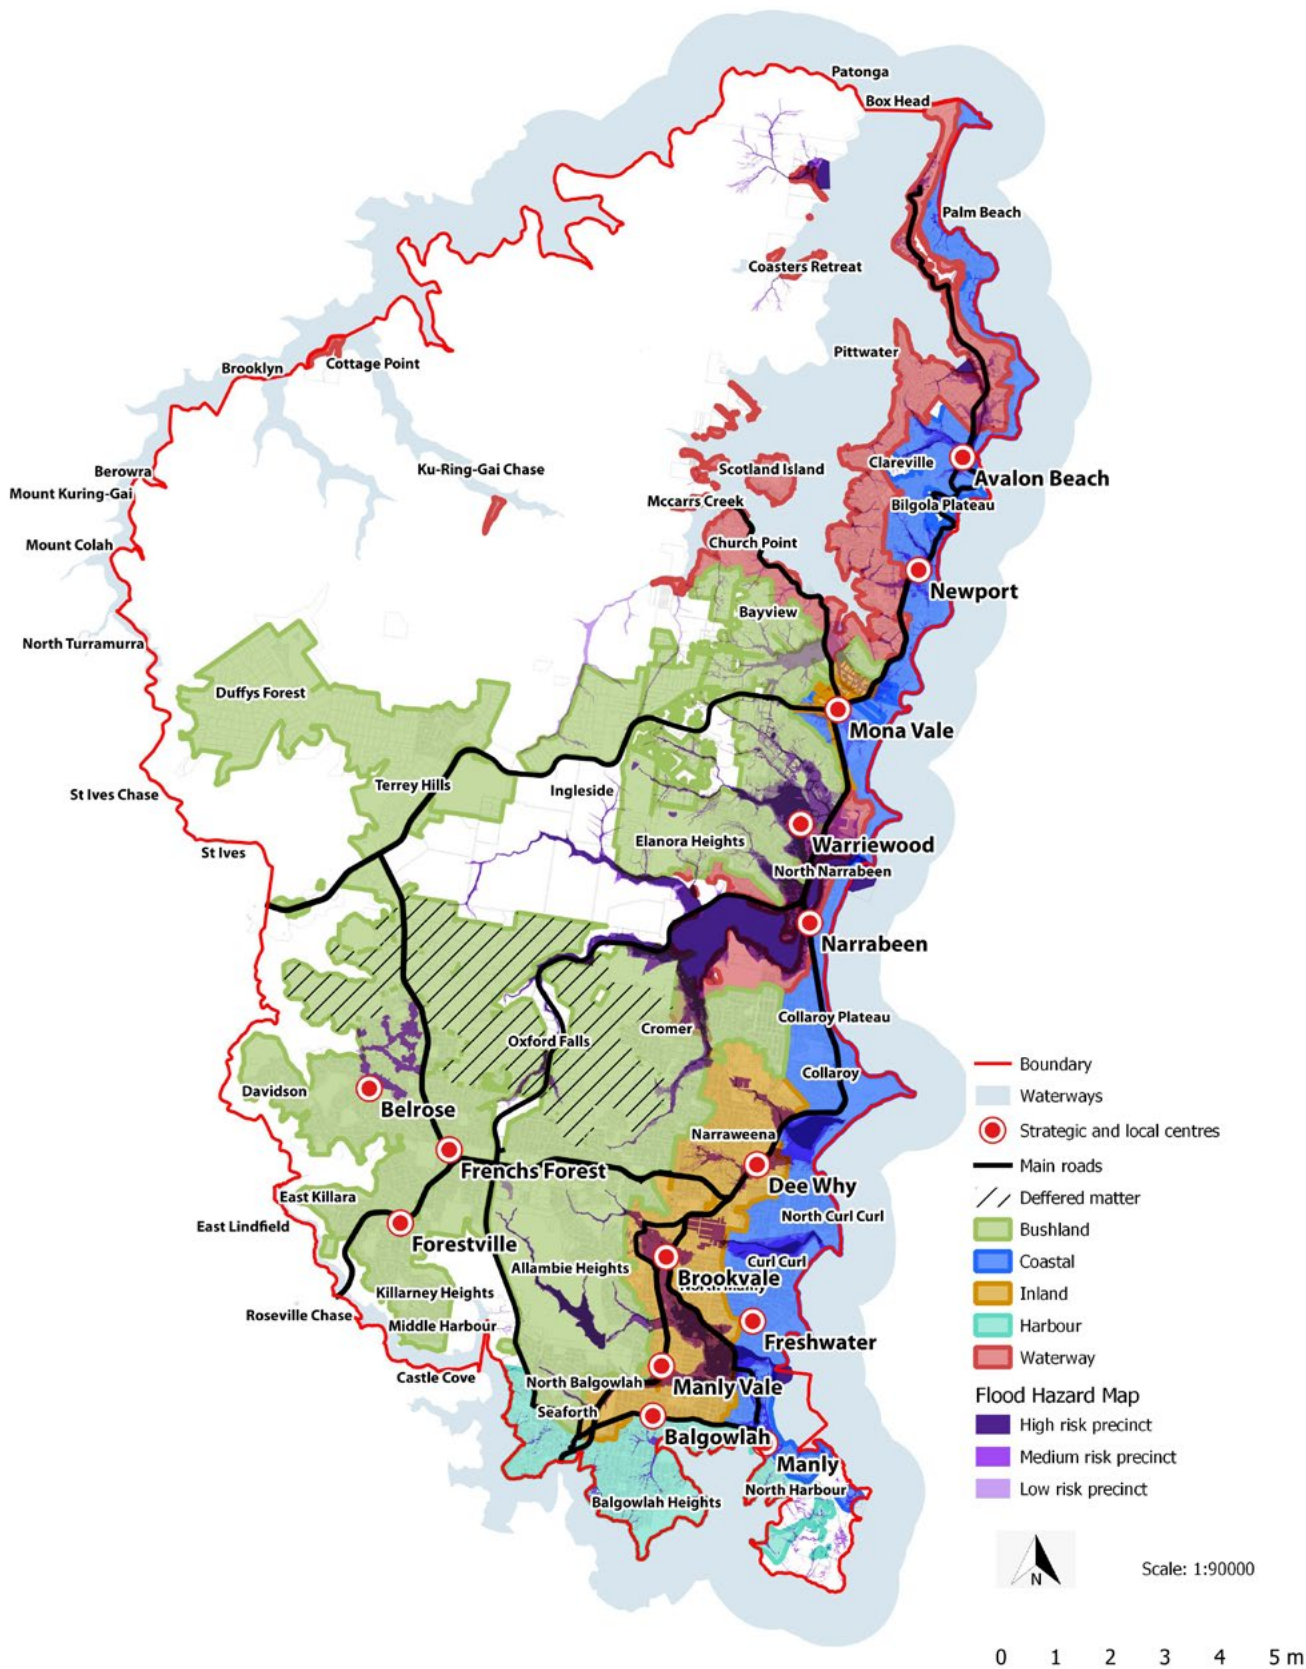 Patonga
Box Head
Palm Beach
Coasters Retreat
Pittwater
Brooklyn
Cottage Point
Clareville
Avalon Beach
Berowra
Ku-Ring-Gai Chase
Scotland Island
Mount Kuring-Gai
Mccarrs Creek
Bilgola Plateau
Mount Colah
Church Point
Newport
Bayview
North Turramurra
Duffys Forest
Mona Vale
St Ives Chase
Terrey Hills
Ingleside
Elanora Heights
Warriewood
St Ives
North Narrabeen
Narrabeen
Collaroy Plateau
Cromer
Oxford Falls
Collaroy
Davidson
Belrose
Narraweena
Frenchs Forest
Dee Why
East Killara
North Curl Curl
East Lindfield
Forestville
Curl Curl
Allambie Heights
Brookvale
North Manly
Killarney Heights
Roseville Chase
Middle Harbour
Freshwater
Castle Cove
North Balgowlah
Manly Vale
Seaforth
Balgowlah
Manly
North Harbour
Balgowlah Heights
Boundary
Waterways
Strategic and local centres
Main roads
Deffered matter
Bushland
Coastal
Inland
Harbour
Waterway
Flood Hazard Map
High risk precinct
Medium risk precinct
Low risk precinct
N
Scale: 1:90000
0 1 2 3 4 5 m